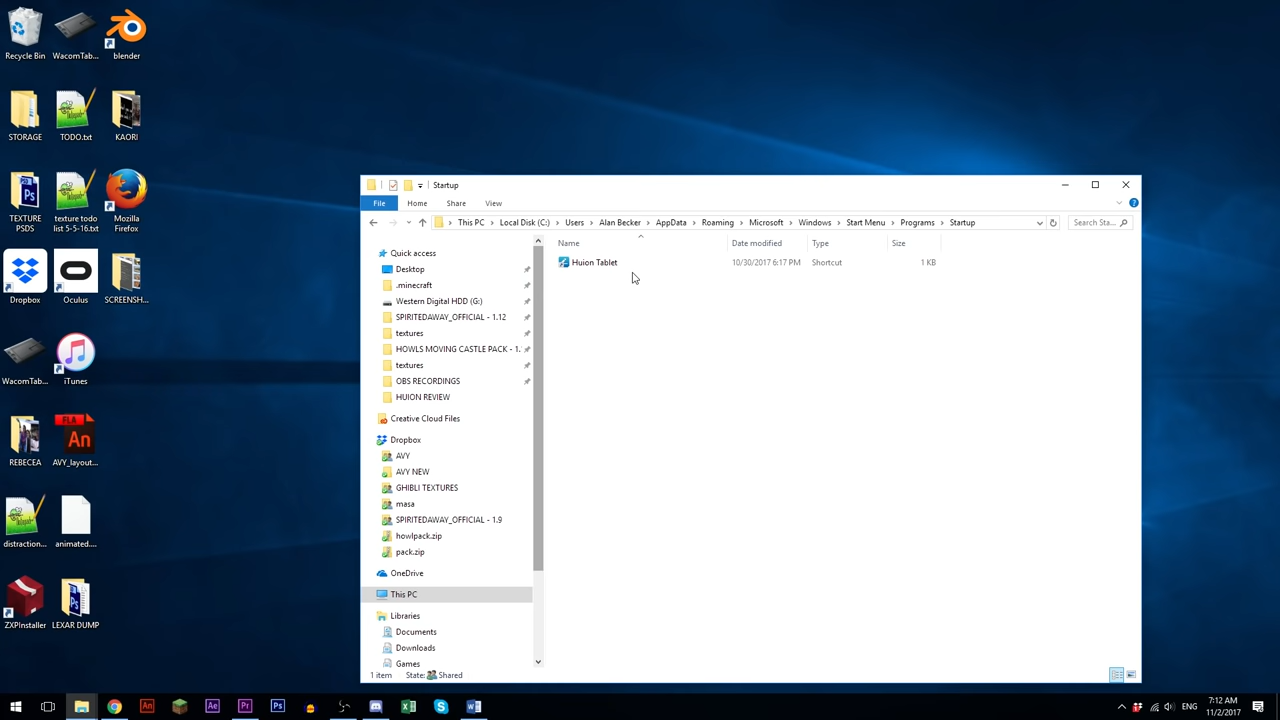 Recycle Bin
WacomTab...
blender
STORAGE
TODO.txt
KAORI
TEXTURE PSDS
texture todo list 5-5-16.txt
Mozilla Firefox
Dropbox
Oculus
SCREENSH...
WacomTab...
iTunes
REBECEA
FLA
An
AVY_layout...
distraction...
animated....
ZXPInstaller
LEXAR DUMP
Startup
File
Home
Share
View
This PC
Local Disk (C:)
Users
Alan Becker
AppData
Roaming
Microsoft
Windows
Start Menu
Programs
Startup
Search Sta...
Name
Date modified
Type
Size
Huion Tablet
10/30/2017 6:17 PM
Shortcut
1 KB
Quick access
Desktop
.minecraft
Western Digital HDD (G:)
SPIRITEDAWAY_OFFICIAL - 1.12
textures
HOWLS MOVING CASTLE PACK - 1.
textures
OBS RECORDINGS
HUION REVIEW
Creative Cloud Files
Dropbox
AVY
AVY NEW
GHIBLI TEXTURES
masa
SPIRITEDAWAY_OFFICIAL - 1.9
howlpack.zip
pack.zip
OneDrive
This PC
Libraries
Documents
Downloads
Games
1 item
State:
Shared
An
Ae
Pr
Ps
ENG
7:12 AM
11/2/2017